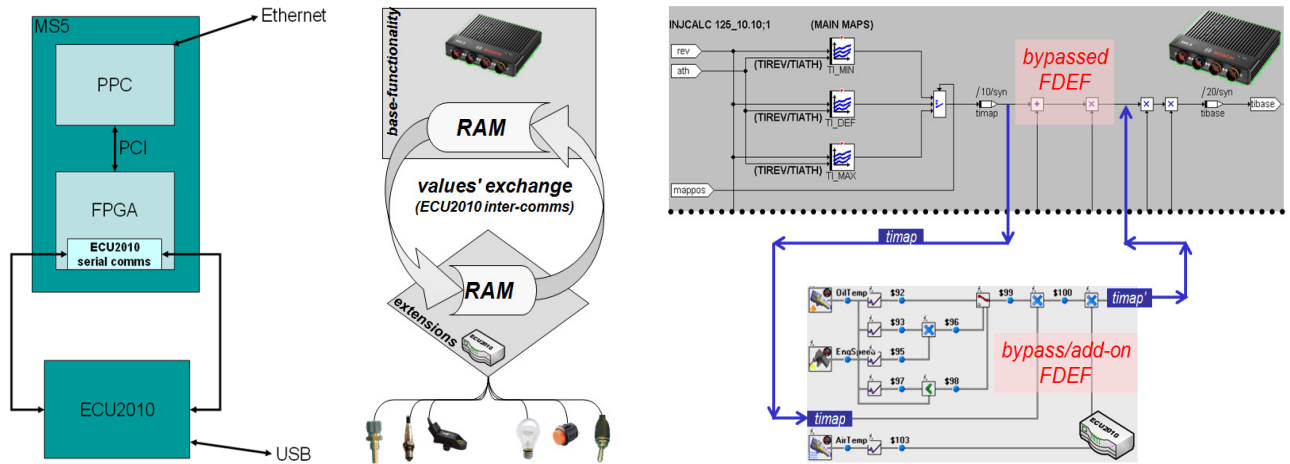 Ethernet
MS5
PPC
PCI
FPGA
ECU2010
serial comms
ECU2010
USB
base-functionality
RAM
values' exchange
(ECU2010 inter-comms)
RAM
extensions
ECU2010
INJCALC 125_10.10;1 (MAIN MAPS)
rev
ath
(TIREV/TIATH)
TI_MIN
(TIREV/TIATH)
TI_DEF
(TIREV/TIATH)
TI_MAX
mappos
/10/syn
timap
bypassed
FDEF
/20/syn
tibase
tibase
timap
OilTemp
$92
$99
$100
timap'
$93
$96
EngSpeed
$95
$97
$98
bypass/add-on
FDEF
timap
AirTemp
$103
ECU2010